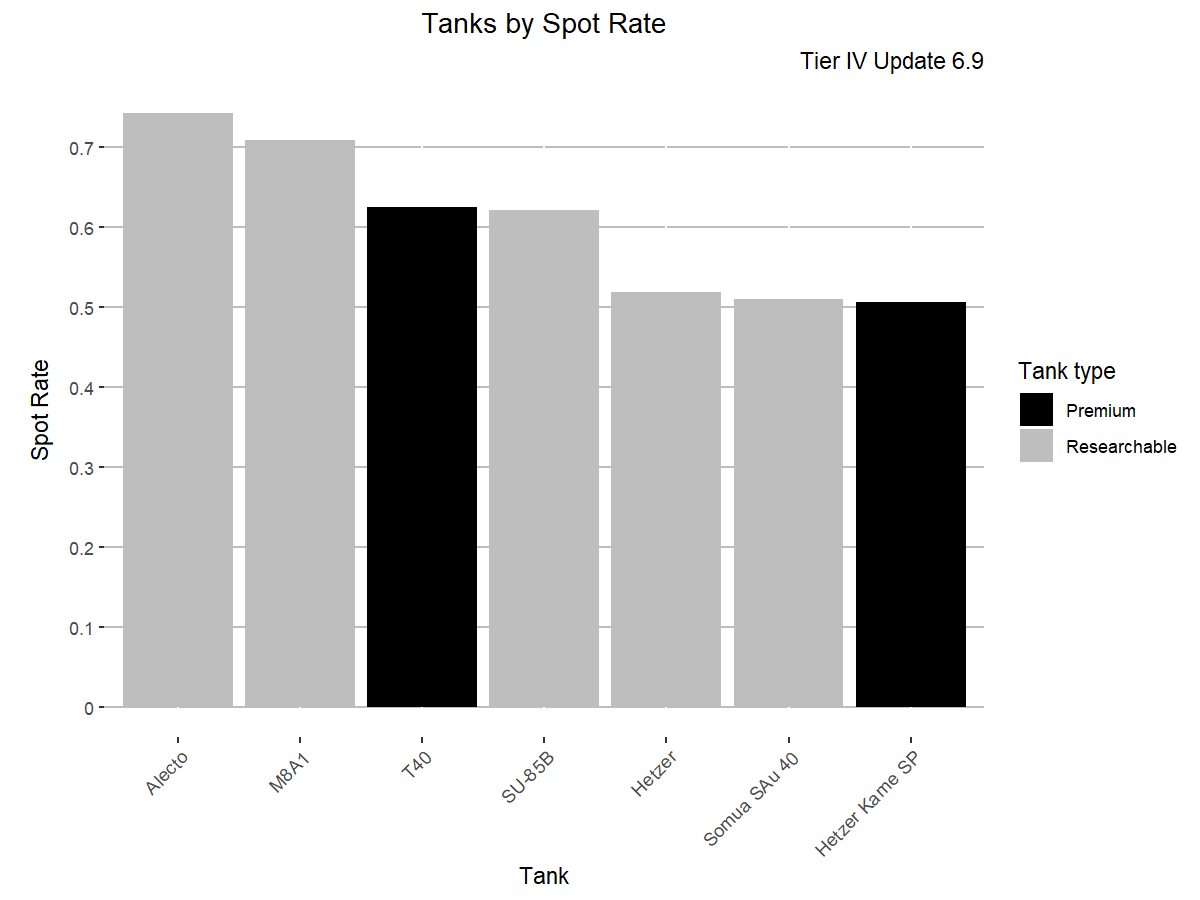 Tanks by Spot Rate
Tier IV Update 6.9
Spot Rate
0.7
0.6
0.5
0.4
0.3
0.2
0.1
0
Alecto
M8A1
T40
SU-85B
Hetzer
Somua SAu 40
Hetzer Kame SP
Tank
Tank type
Premium
Researchable